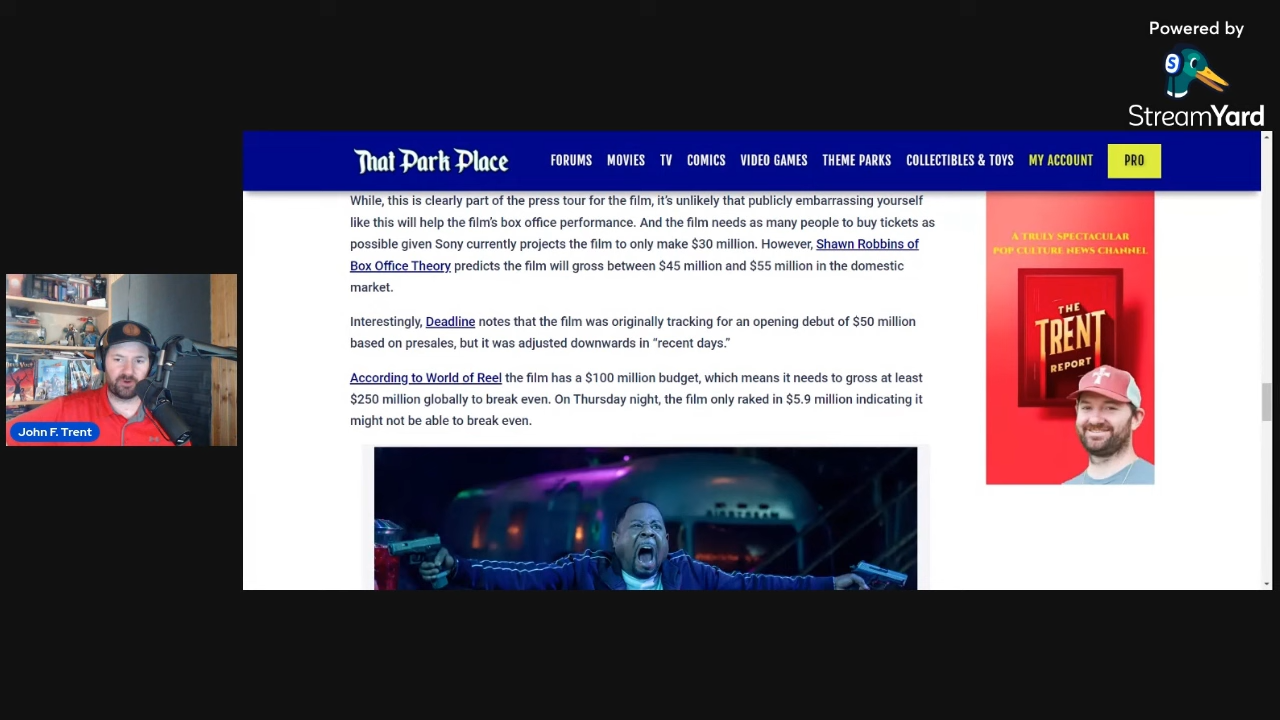 Powered by
S
StreamYard
That Park Place
FORUMS MOVIES TV COMICS VIDEO GAMES THEME PARKS COLLECTIBLES & TOYS MY ACCOUNT PRO
While, this is clearly part of the press tour for the film, it's unlikely that publicly embarrassing yourself
like this will help the film's box office performance. And the film needs as many people to buy tickets as
possible given Sony currently projects the film to only make $30 million. However, Shawn Robbins of
Box Office Theory predicts the film will gross between $45 million and $55 million in the domestic
market.
Interestingly, Deadline notes that the film was originally tracking for an opening debut of $50 million
based on presales, but it was adjusted downwards in “recent days.”
According to World of Reel the film has a $100 million budget, which means it needs to gross at least
$250 million globally to break even. On Thursday night, the film only raked in $5.9 million indicating it
might not be able to break even.
A TRULY SPECTACULAR
POP CULTURE NEWS CHANNEL
THE
TRENT
REPORT
John F. Trent